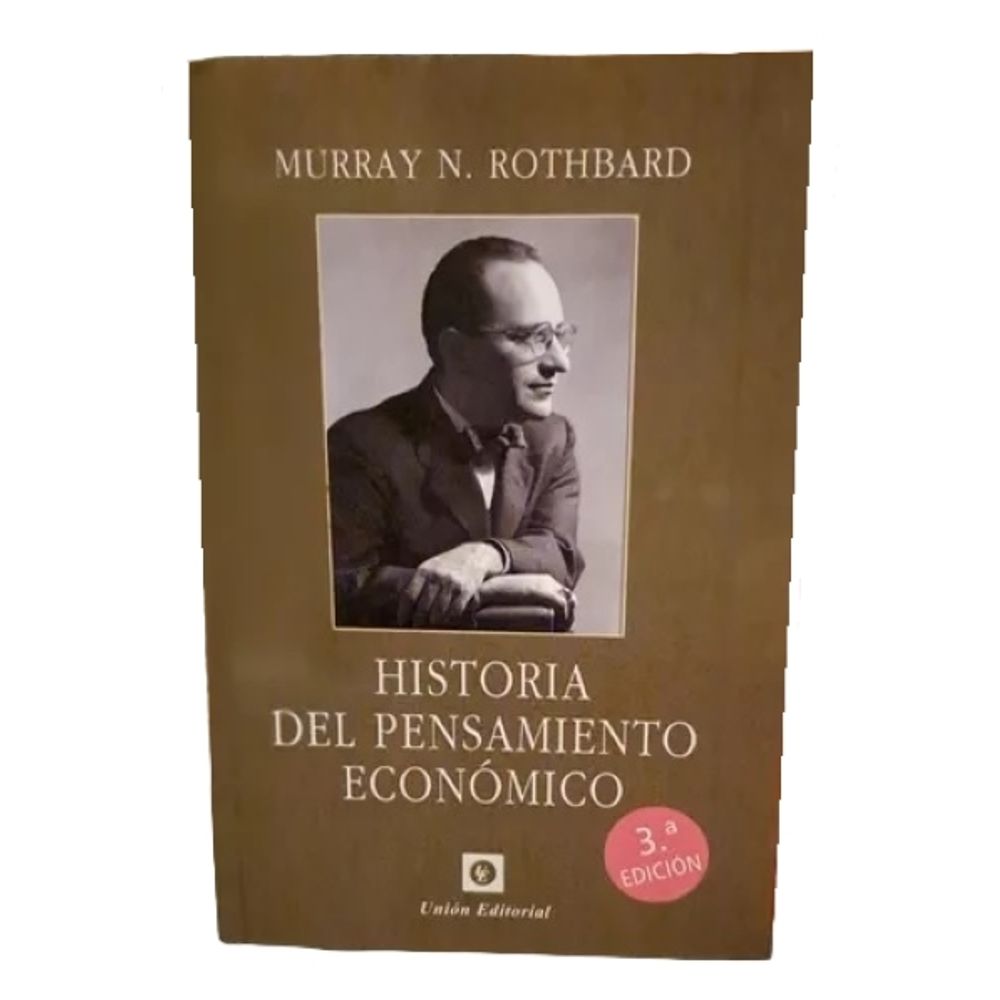 MURRAY N. ROTHBARD
HISTORIA
DEL PENSAMIENTO
ECONÓMICO
3.ª
EDICIÓN
Unión Editorial